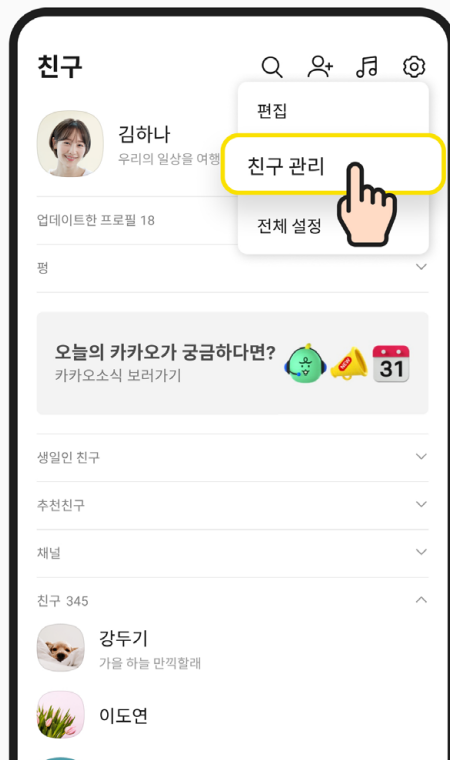 친구
편집
김하나
우리의 일상을 여행
친구 관리
업데이트한 프로필 18
전체 설정
펑
오늘의 카카오가 궁금하다면?
카카오소식 보러가기
NEW
31
생일인 친구
추천친구
채널
친구 345
강두기
가을 하늘 만끽할래
이도연